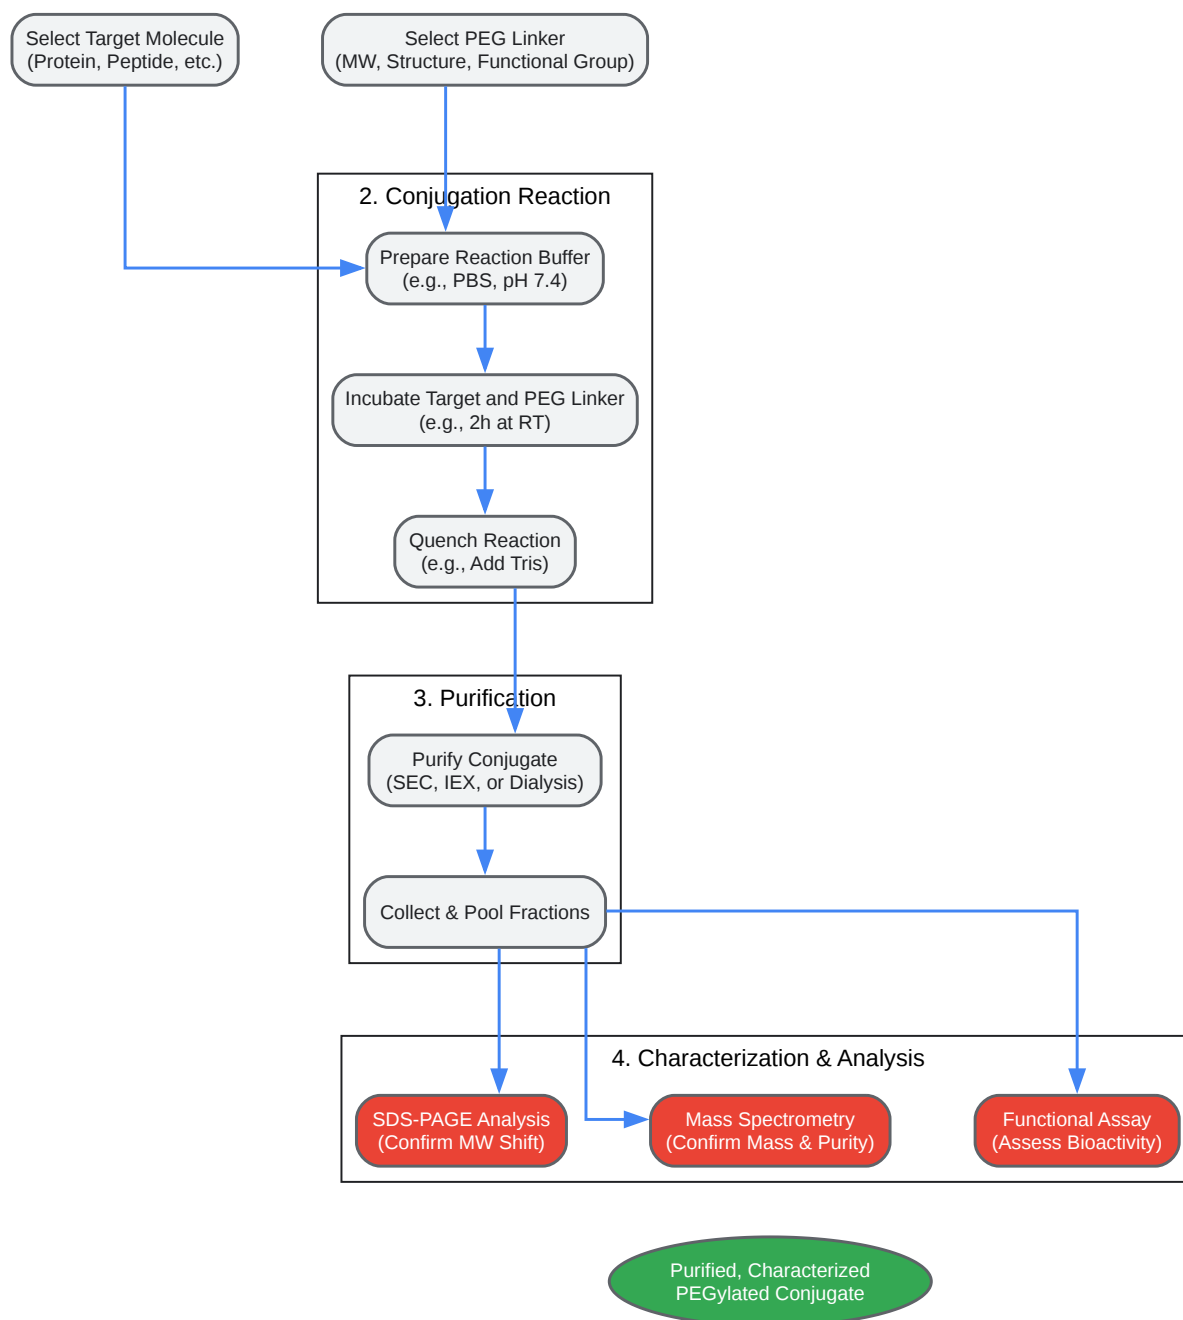 Select Target Molecule
(Protein, Peptide, etc.)
Select PEG Linker
(MW, Structure, Functional Group)
2. Conjugation Reaction
Prepare Reaction Buffer
(e.g., PBS, pH 7.4)
Incubate Target and PEG Linker
(e.g., 2h at RT)
Quench Reaction
(e.g., Add Tris)
3. Purification
Purify Conjugate
(SEC, IEX, or Dialysis)
Collect & Pool Fractions
4. Characterization & Analysis
SDS-PAGE Analysis
(Confirm MW Shift)
Mass Spectrometry
(Confirm Mass & Purity)
Functional Assay
(Assess Bioactivity)
Purified, Characterized
PEGylated Conjugate